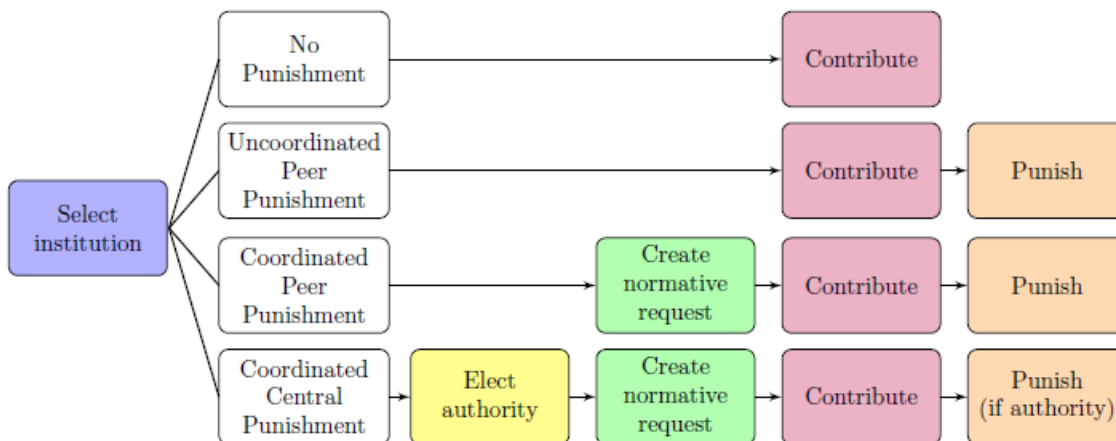 No
Punishment
Contribute
Uncoordinated
Peer
Punishment
Contribute
Punish
Select
institution
Coordinated
Peer
Punishment
Create
normative
request
Contribute
Punish
Coordinated
Central
Punishment
Elect
authority
Create
normative
request
Contribute
Punish
(if authority)